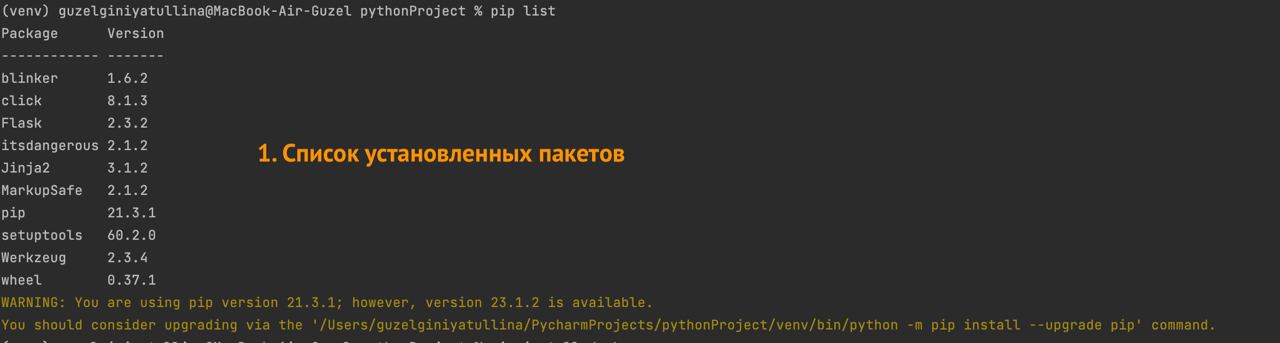 (venv) guzelginiyatullina@MacBook-Air-Guzel pythonProject % pip list
Package      Version
------------ -------
blinker      1.6.2
click        8.1.3
Flask        2.3.2
itsdangerous 2.1.2
1. Список установленных пакетов
Jinja2       3.1.2
MarkupSafe   2.1.2
pip          21.3.1
setuptools   60.2.0
Werkzeug     2.3.4
wheel        0.37.1
WARNING: You are using pip version 21.3.1; however, version 23.1.2 is available.
You should consider upgrading via the '/Users/guzelginiyatullina/PycharmProjects/pythonProject/venv/bin/python -m pip install --upgrade pip' command.